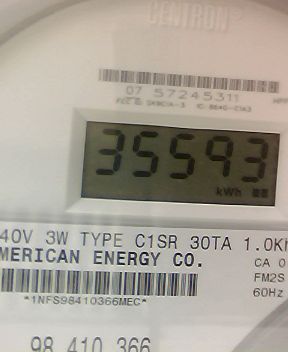 CENTRON
07 57245311
35593
kWh
40V 3W TYPE C1SR 30TA 1.0Kh
MERICAN ENERGY CO.
CA 0
FM2S
60Hz
*1NFS98410366MEC*
98 410 366